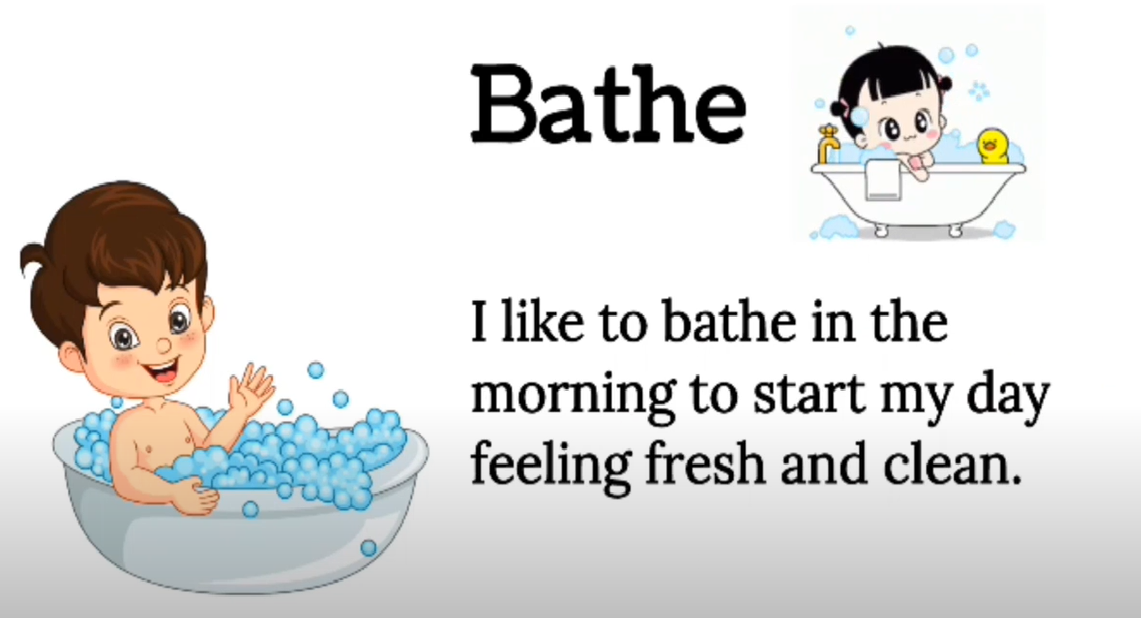 Bathe
I like to bathe in the
morning to start my day
feeling fresh and clean.